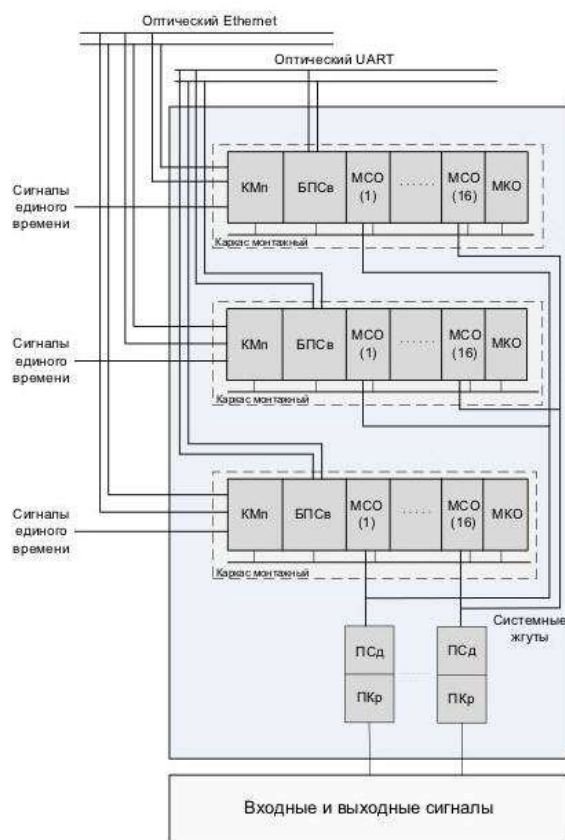 Оптический Ethernet
Оптический UART
КМп БПСв МСО (1) ...... МСО (16) МКО
Сигналы
единого
времени
Каркас монтажный
КМп БПСв МСО (1) ...... МСО (16) МКО
Сигналы
единого
времени
Каркас монтажный
КМп БПСв МСО (1) ..... МСО (16) МКО
Сигналы
единого
времени
Каркас монтажный
Системные
жгуты
ПСд ПСд
ПКр ПКр
Входные и выходные сигналы